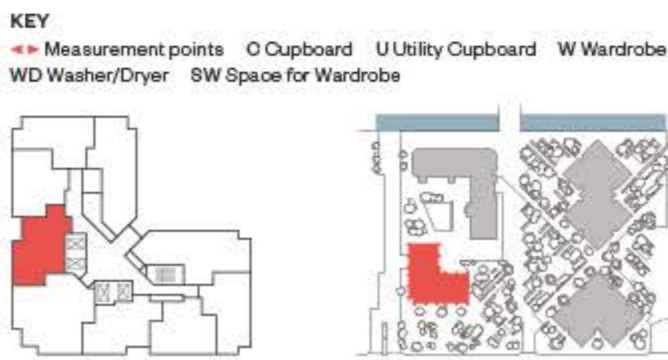 KEY
◄► Measurement points C Cupboard U Utility Cupboard W Wardrobe
WD Washer/Dryer SW Space for Wardrobe